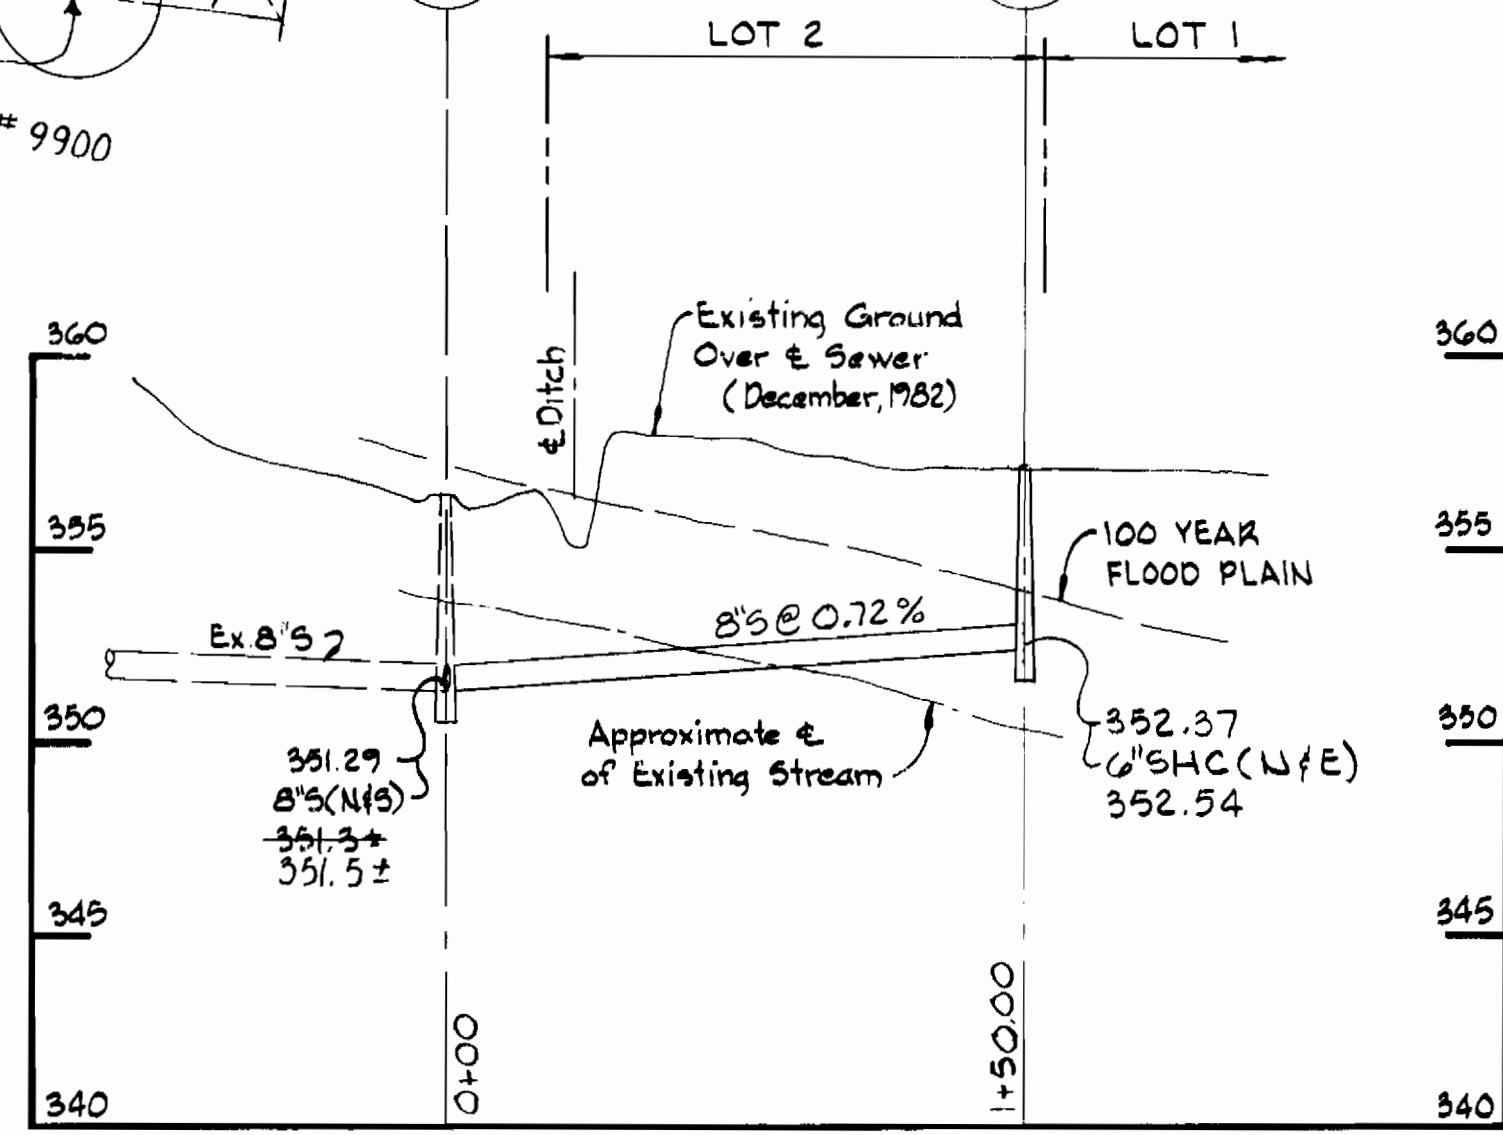 LOT 2
LOT 1
# 9900
Existing Ground
Over ℄ Sewer
(December, 1982)
℄ Ditch
360
360
355
355
100 YEAR
FLOOD PLAIN
8"S @ 0.72%
Ex. 8"S
350
350
351.29
8"S(N&S)
351.3±
351.5±
Approximate ℄
of Existing Stream
352.37
6"SHC (N&E)
352.54
345
345
0+00
1+50.00
340
340